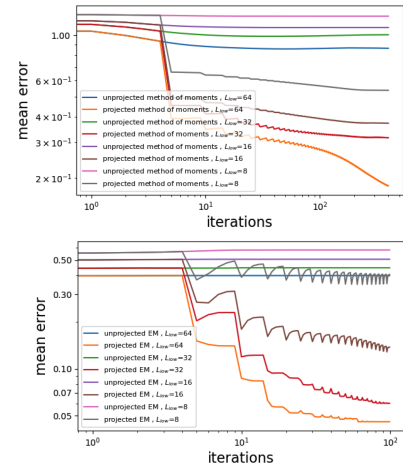 1.00
6 × 10⁻¹
4 × 10⁻¹
3 × 10⁻¹
2 × 10⁻¹
mean error
unprojected method of moments , L_low=64
projected method of moments , L_low=64
unprojected method of moments , L_low=32
projected method of moments , L_low=32
unprojected method of moments , L_low=16
projected method of moments , L_low=16
unprojected method of moments , L_low=8
projected method of moments , L_low=8
10⁰
10¹
10²
iterations
0.50
0.30
0.10
0.07
0.05
mean error
unprojected EM , L_low=64
projected EM , L_low=64
unprojected EM , L_low=32
projected EM , L_low=32
unprojected EM , L_low=16
projected EM , L_low=16
unprojected EM , L_low=8
projected EM , L_low=8
10⁰
10¹
10²
iterations